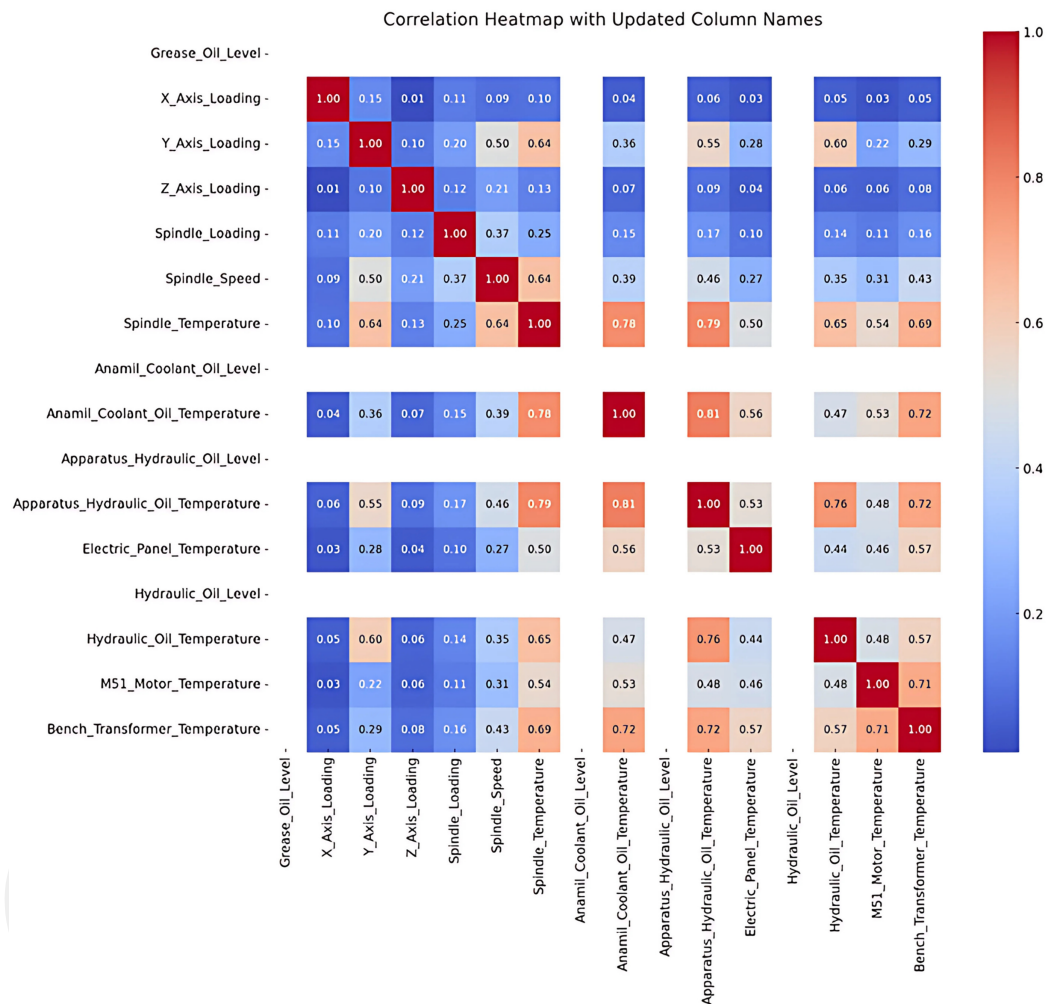 Correlation Heatmap with Updated Column Names
Grease_Oil_Level
X_Axis_Loading 1.00 0.15 0.01 0.11 0.09 0.10 0.04 0.06 0.03 0.05 0.03 0.05
Y_Axis_Loading 0.15 1.00 0.10 0.20 0.50 0.64 0.36 0.55 0.28 0.60 0.22 0.29
Z_Axis_Loading 0.01 0.10 1.00 0.12 0.21 0.13 0.07 0.09 0.04 0.06 0.06 0.08
Spindle_Loading 0.11 0.20 0.12 1.00 0.37 0.25 0.15 0.17 0.10 0.14 0.11 0.16
Spindle_Speed 0.09 0.50 0.21 0.37 1.00 0.64 0.39 0.46 0.27 0.35 0.31 0.43
Spindle_Temperature 0.10 0.64 0.13 0.25 0.64 1.00 0.78 0.79 0.50 0.65 0.54 0.69
Anamil_Coolant_Oil_Level
Anamil_Coolant_Oil_Temperature 0.04 0.36 0.07 0.15 0.39 0.78 1.00 0.81 0.56 0.47 0.53 0.72
Apparatus_Hydraulic_Oil_Level
Apparatus_Hydraulic_Oil_Temperature 0.06 0.55 0.09 0.17 0.46 0.79 0.81 1.00 0.53 0.76 0.48 0.72
Electric_Panel_Temperature 0.03 0.28 0.04 0.10 0.27 0.50 0.56 0.53 1.00 0.44 0.46 0.57
Hydraulic_Oil_Level
Hydraulic_Oil_Temperature 0.05 0.60 0.06 0.14 0.35 0.65 0.47 0.76 0.44 1.00 0.48 0.57
M51_Motor_Temperature 0.03 0.22 0.06 0.11 0.31 0.54 0.53 0.48 0.46 0.48 1.00 0.71
Bench_Transformer_Temperature 0.05 0.29 0.08 0.16 0.43 0.69 0.72 0.72 0.57 0.57 0.71 1.00
Grease_Oil_Level
X_Axis_Loading
Y_Axis_Loading
Z_Axis_Loading
Spindle_Loading
Spindle_Speed
Spindle_Temperature
Anamil_Coolant_Oil_Level
Anamil_Coolant_Oil_Temperature
Apparatus_Hydraulic_Oil_Level
Apparatus_Hydraulic_Oil_Temperature
Electric_Panel_Temperature
Hydraulic_Oil_Level
Hydraulic_Oil_Temperature
M51_Motor_Temperature
Bench_Transformer_Temperature
1.0
0.8
0.6
0.4
0.2